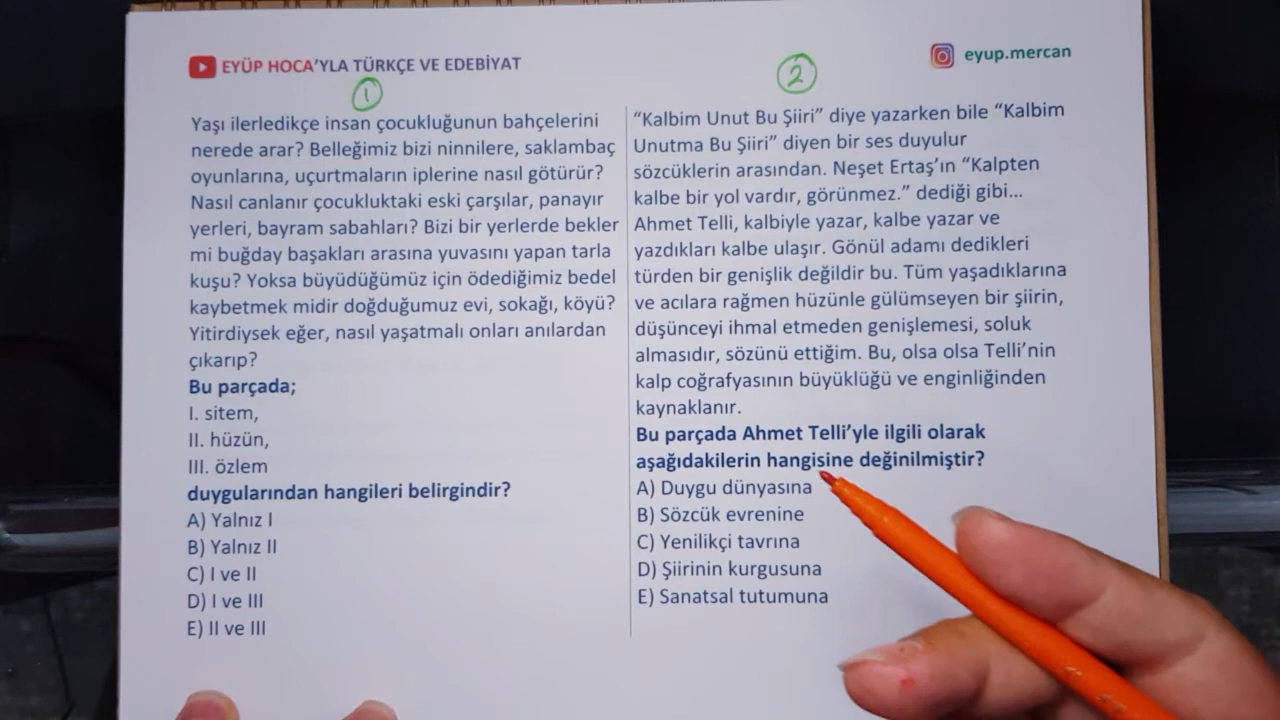 EYÜP HOCA'YLA TÜRKÇE VE EDEBİYAT
eyup.mercan
1
Yaşı ilerledikçe insan çocukluğunun bahçelerini
nerede arar? Belleğimiz bizi ninnilere, saklambaç
oyunlarına, uçurtmaların iplerine nasıl götürür?
Nasıl canlanır çocukluktaki eski çarşılar, panayır
yerleri, bayram sabahları? Bizi bir yerlerde bekler
mi buğday başakları arasına yuvasını yapan tarla
kuşu? Yoksa büyüdüğümüz için ödediğimiz bedel
kaybetmek midir doğduğumuz evi, sokağı, köyü?
Yitirdiysek eğer, nasıl yaşatmalı onları anılardan
çıkarıp?
Bu parçada;
I. sitem,
II. hüzün,
III. özlem
duygularından hangileri belirgindir?
A) Yalnız I
B) Yalnız II
C) I ve II
D) I ve III
E) II ve III
2
“Kalbim Unut Bu Şiiri” diye yazarken bile “Kalbim
Unutma Bu Şiiri” diyen bir ses duyulur
sözcüklerin arasından. Neşet Ertaş’ın “Kalpten
kalbe bir yol vardır, görünmez.” dediği gibi...
Ahmet Telli, kalbiyle yazar, kalbe yazar ve
yazdıkları kalbe ulaşır. Gönül adamı dedikleri
türden bir genişlik değildir bu. Tüm yaşadıklarına
ve acılara rağmen hüzünle gülümseyen bir şiirin,
düşünceyi ihmal etmeden genişlemesi, soluk
almasıdır, sözünü ettiğim. Bu, olsa olsa Telli’nin
kalp coğrafyasının büyüklüğü ve enginliğinden
kaynaklanır.
Bu parçada Ahmet Telli’yle ilgili olarak
aşağıdakilerin hangisine değinilmiştir?
A) Duygu dünyasına
B) Sözcük evrenine
C) Yenilikçi tavrına
D) Şiirinin kurgusuna
E) Sanatsal tutumuna